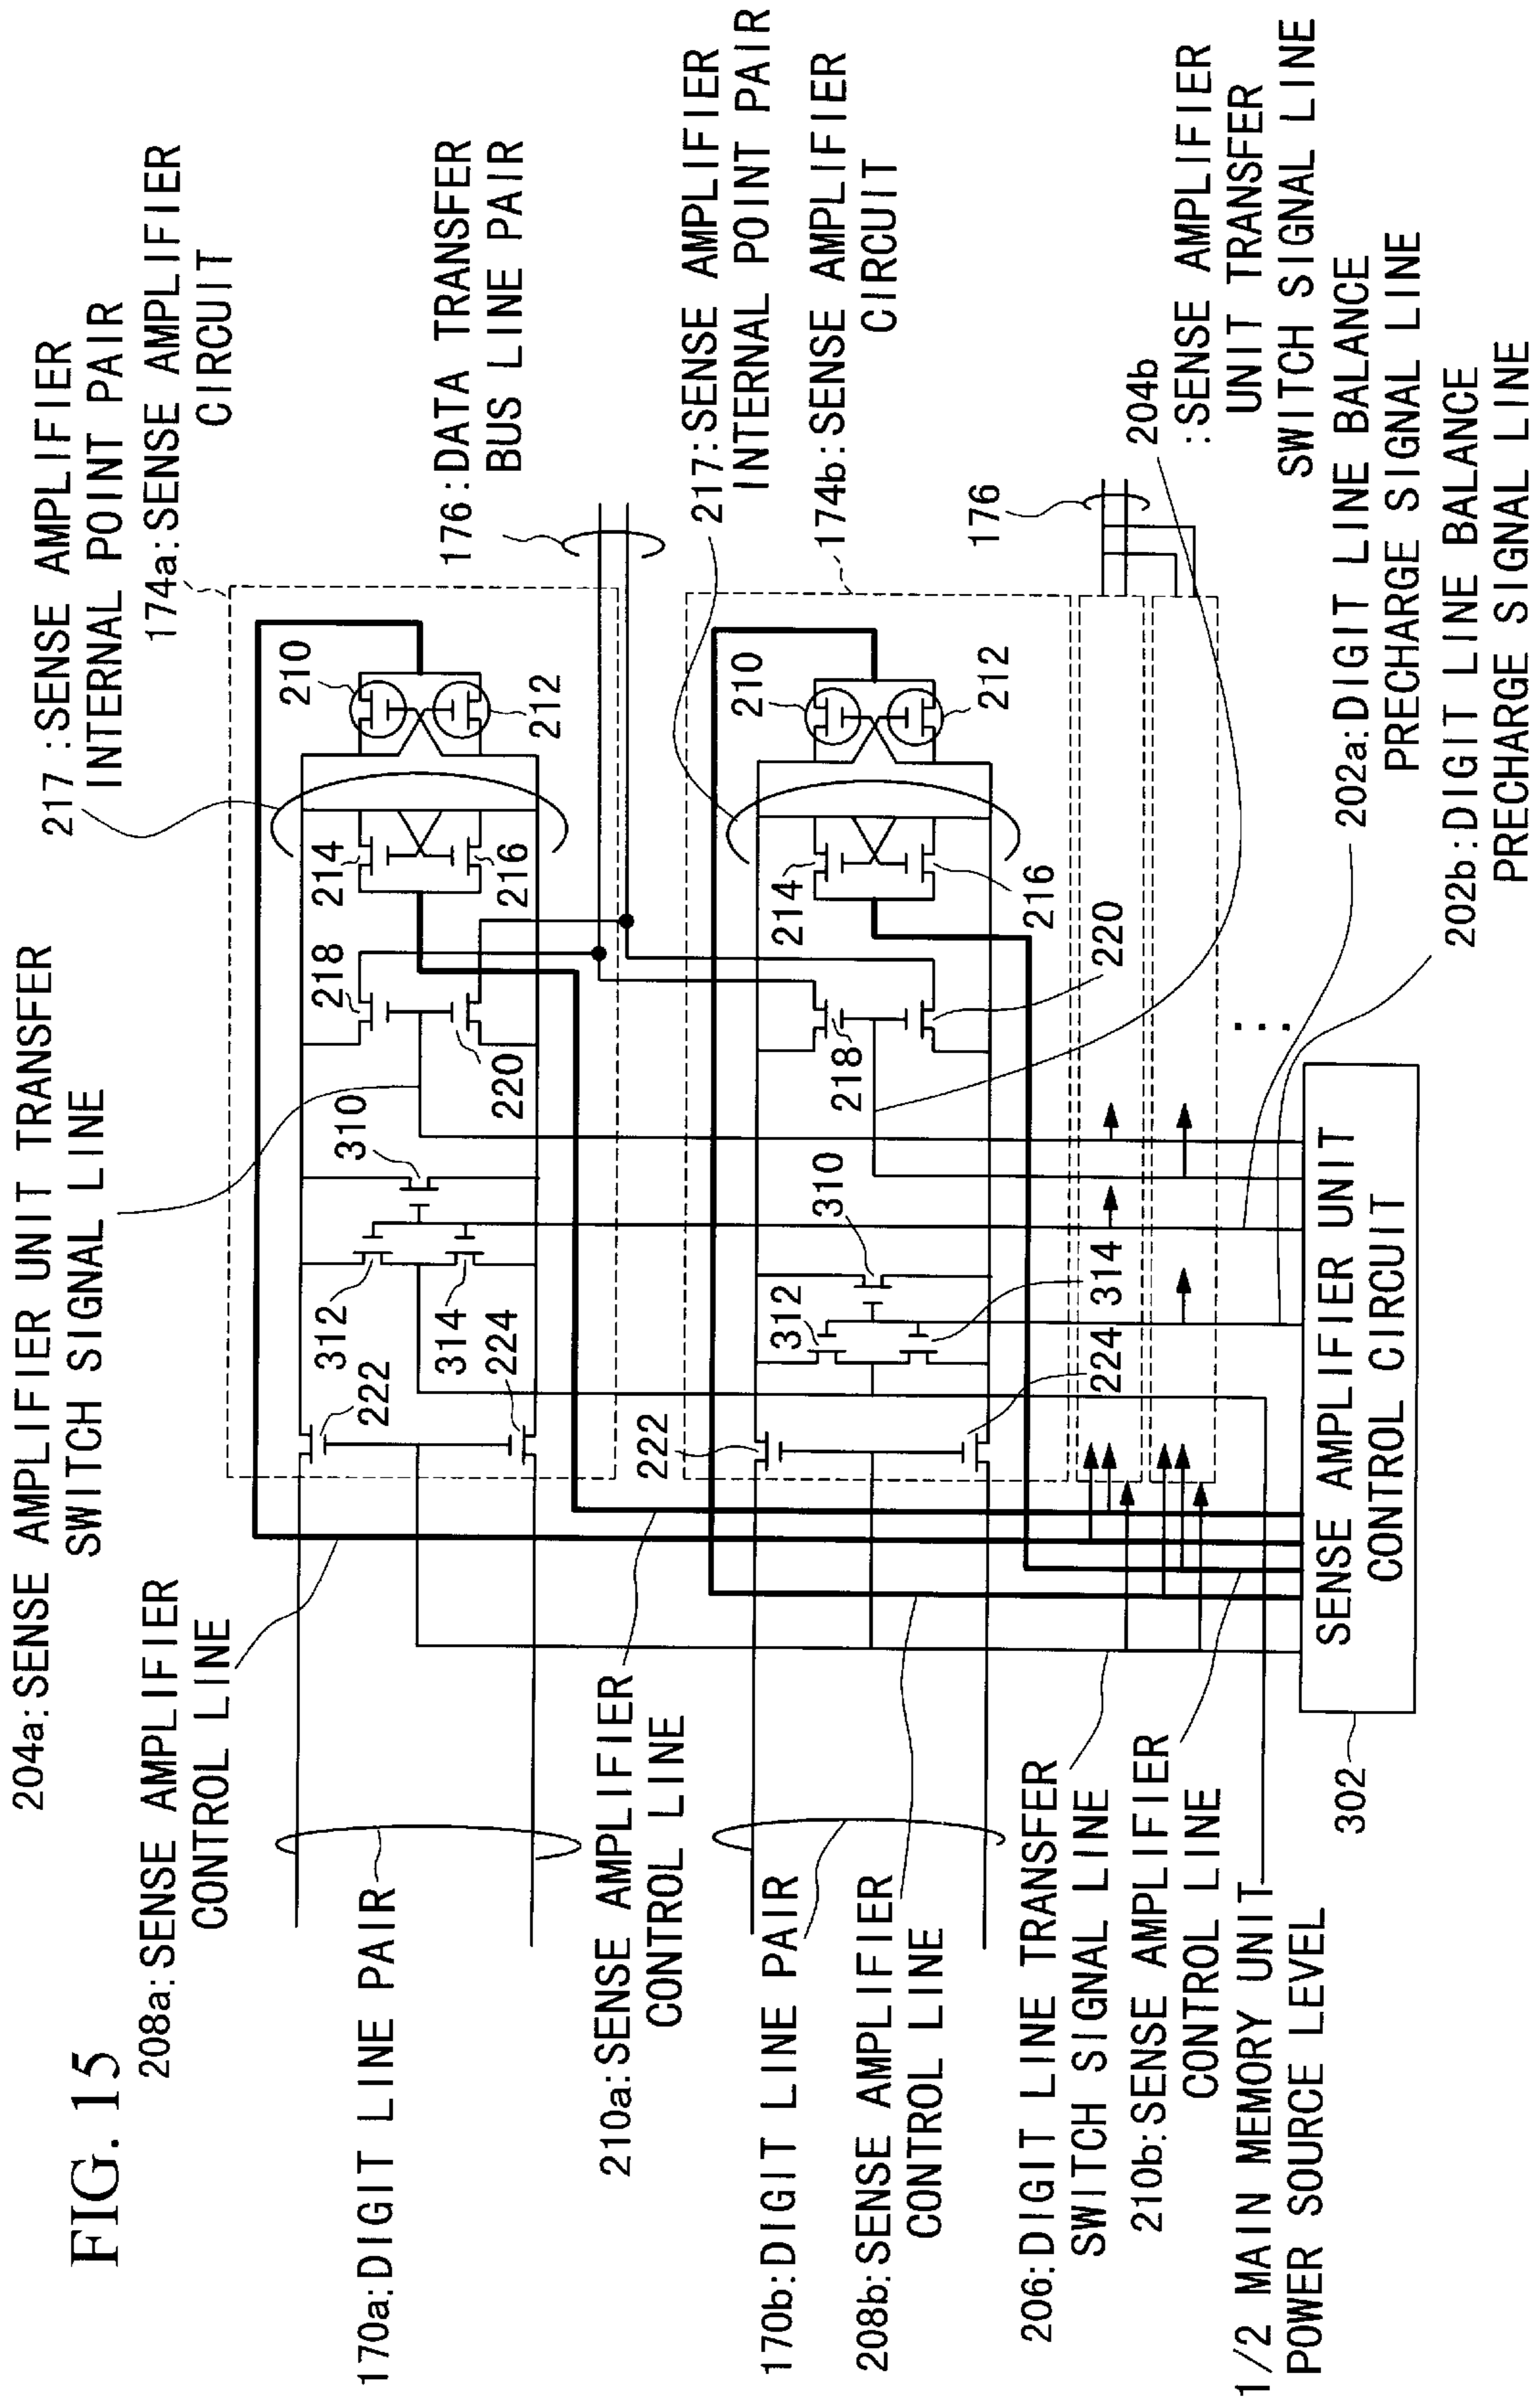 FIG. 15
204a:SENSE AMPLIFIER UNIT TRANSFER
SWITCH SIGNAL LINE
217:SENSE AMPLIFIER
INTERNAL POINT PAIR
208a:SENSE AMPLIFIER
CONTROL LINE
174a:SENSE AMPLIFIER
CIRCUIT
170a:DIGIT LINE PAIR
222
312
314
224
310
218
220
214
216
210
212
176:DATA TRANSFER
BUS LINE PAIR
210a:SENSE AMPLIFIER
CONTROL LINE
217:SENSE AMPLIFIER
INTERNAL POINT PAIR
170b:DIGIT LINE PAIR
222
312
310
218
214
210
174b:SENSE AMPLIFIER
CIRCUIT
208b:SENSE AMPLIFIER
CONTROL LINE
212
176
206:DIGIT LINE TRANSFER
SWITCH SIGNAL LINE
224
314
220
216
204b
:SENSE AMPLIFIER
UNIT TRANSFER
SWITCH SIGNAL LINE
210b:SENSE AMPLIFIER
CONTROL LINE
...
1/2 MAIN MEMORY UNIT
POWER SOURCE LEVEL
302
SENSE AMPLIFIER UNIT
CONTROL CIRCUIT
202a:DIGIT LINE BALANCE
PRECHARGE SIGNAL LINE
202b:DIGIT LINE BALANCE
PRECHARGE SIGNAL LINE